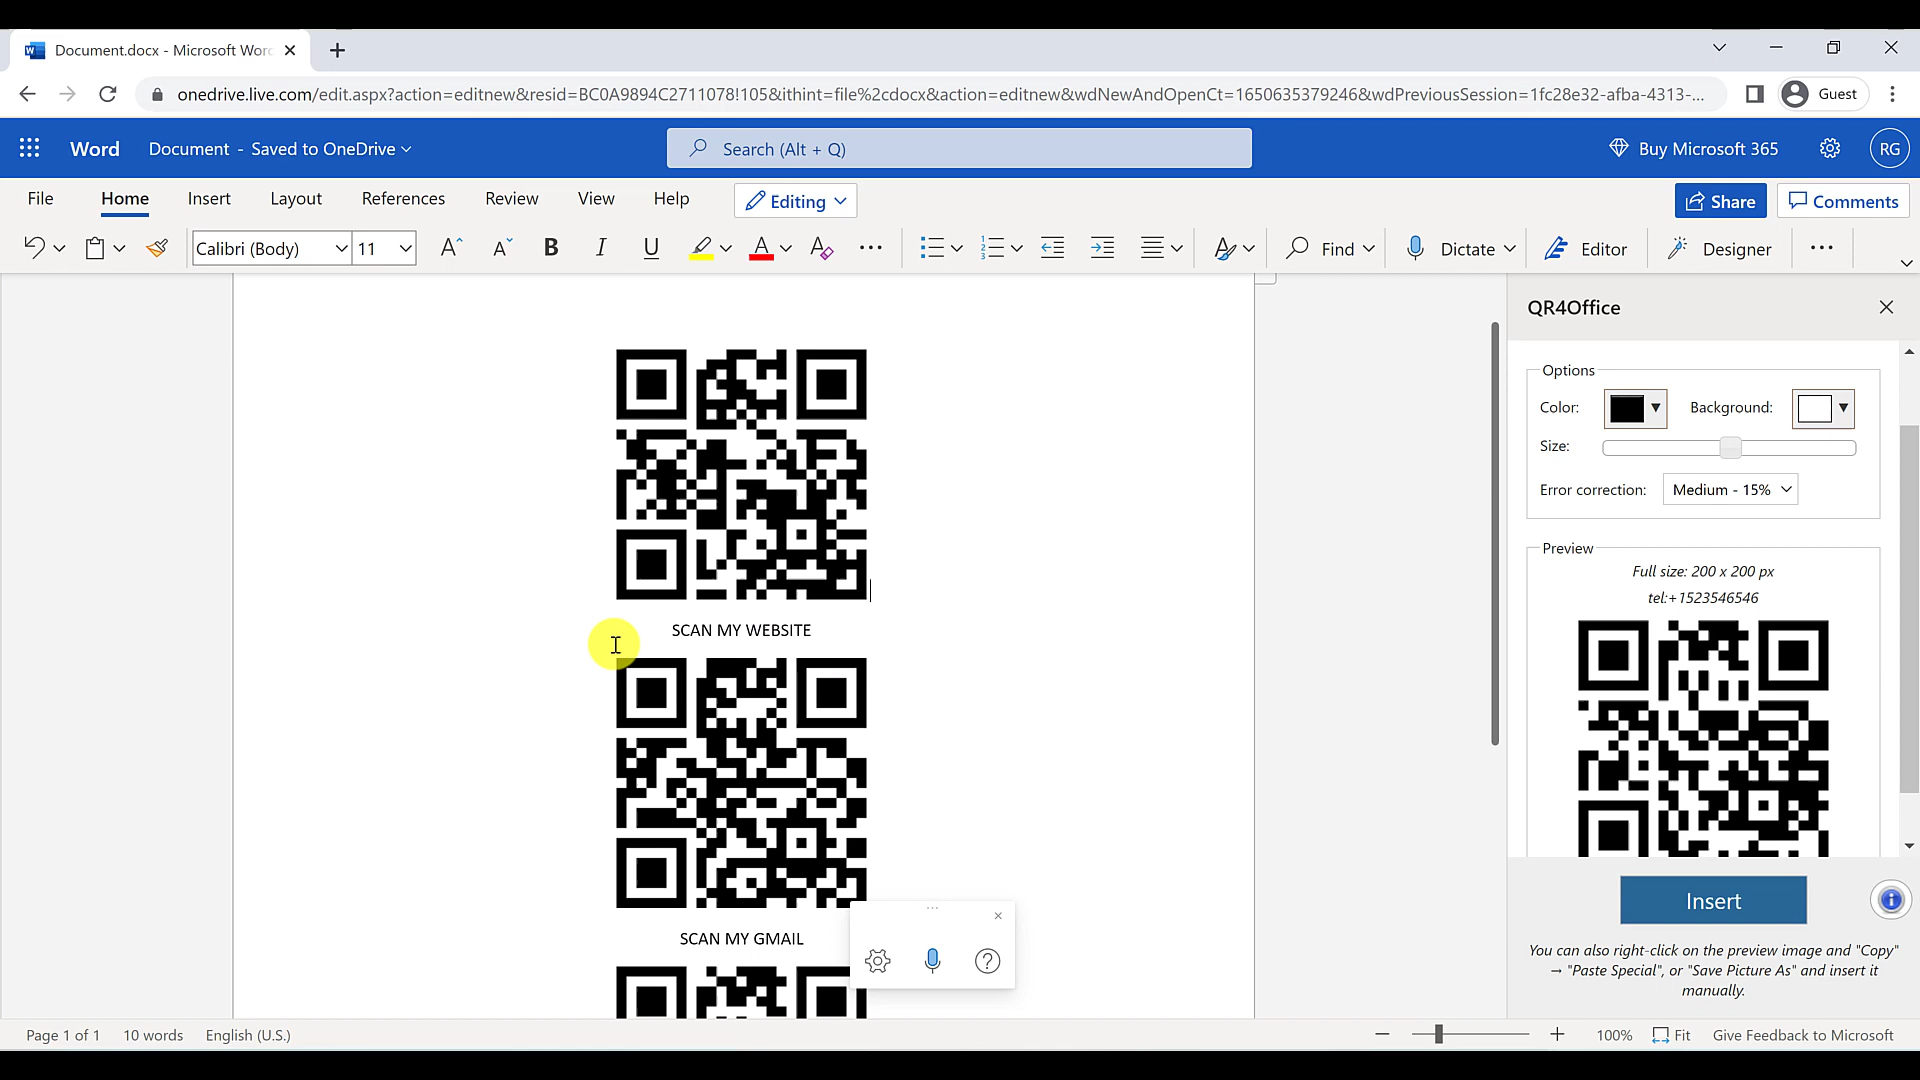 Document.docx - Microsoft Word
onedrive.live.com/edit.aspx?action=editnew&resid=BC0A9894C2711078!105&ithint=file%2cdocx&action=editnew&wdNewAndOpenCt=1650635379246&wdPreviousSession=1fc28e32-afba-4313-...
Guest
Word
Document - Saved to OneDrive
Search (Alt + Q)
Buy Microsoft 365
RG
File Home Insert Layout References Review View Help
Editing
Share
Comments
Calibri (Body)
11
Find
Dictate
Editor
Designer
SCAN MY WEBSITE
SCAN MY GMAIL
QR4Office
Options
Color:
Background:
Size:
Error correction:
Medium - 15%
Preview
Full size: 200 x 200 px
tel:+1523546546
Insert
You can also right-click on the preview image and "Copy"
→ "Paste Special", or "Save Picture As" and insert it
manually.
Page 1 of 1
10 words
English (U.S.)
100%
Fit
Give Feedback to Microsoft